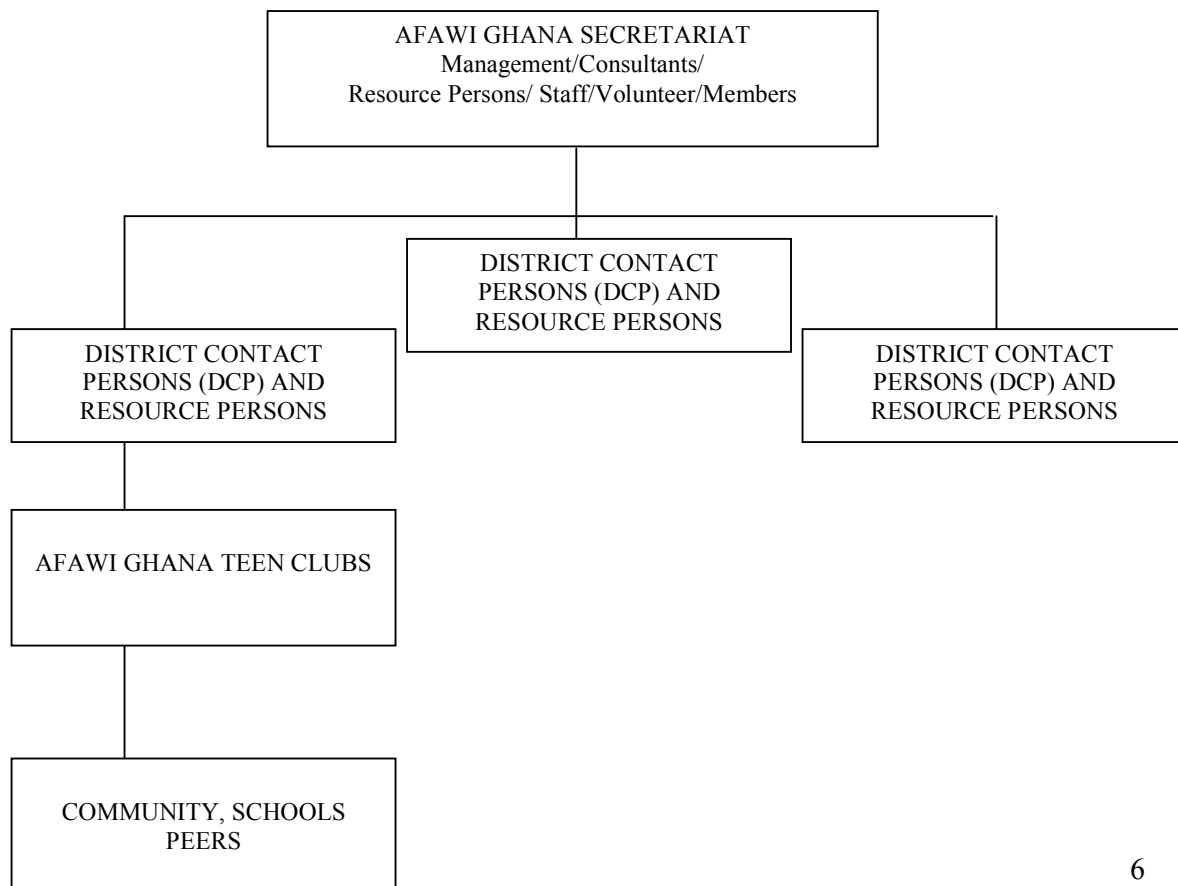 AFAWI GHANA SECRETARIAT
Management/Consultants/
Resource Persons/ Staff/Volunteer/Members
DISTRICT CONTACT
PERSONS (DCP) AND
RESOURCE PERSONS
DISTRICT CONTACT
PERSONS (DCP) AND
RESOURCE PERSONS
DISTRICT CONTACT
PERSONS (DCP) AND
RESOURCE PERSONS
AFAWI GHANA TEEN CLUBS
COMMUNITY, SCHOOLS
PEERS
6